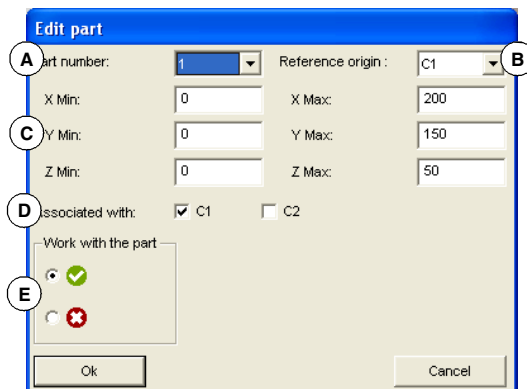 Edit part
A art number: 1 Reference origin : C1 B
X Min: 0 X Max: 200
C Y Min: 0 Y Max: 150
Z Min: 0 Z Max: 50
D ssociated with: C1 C2
Work with the part
E
Ok Cancel